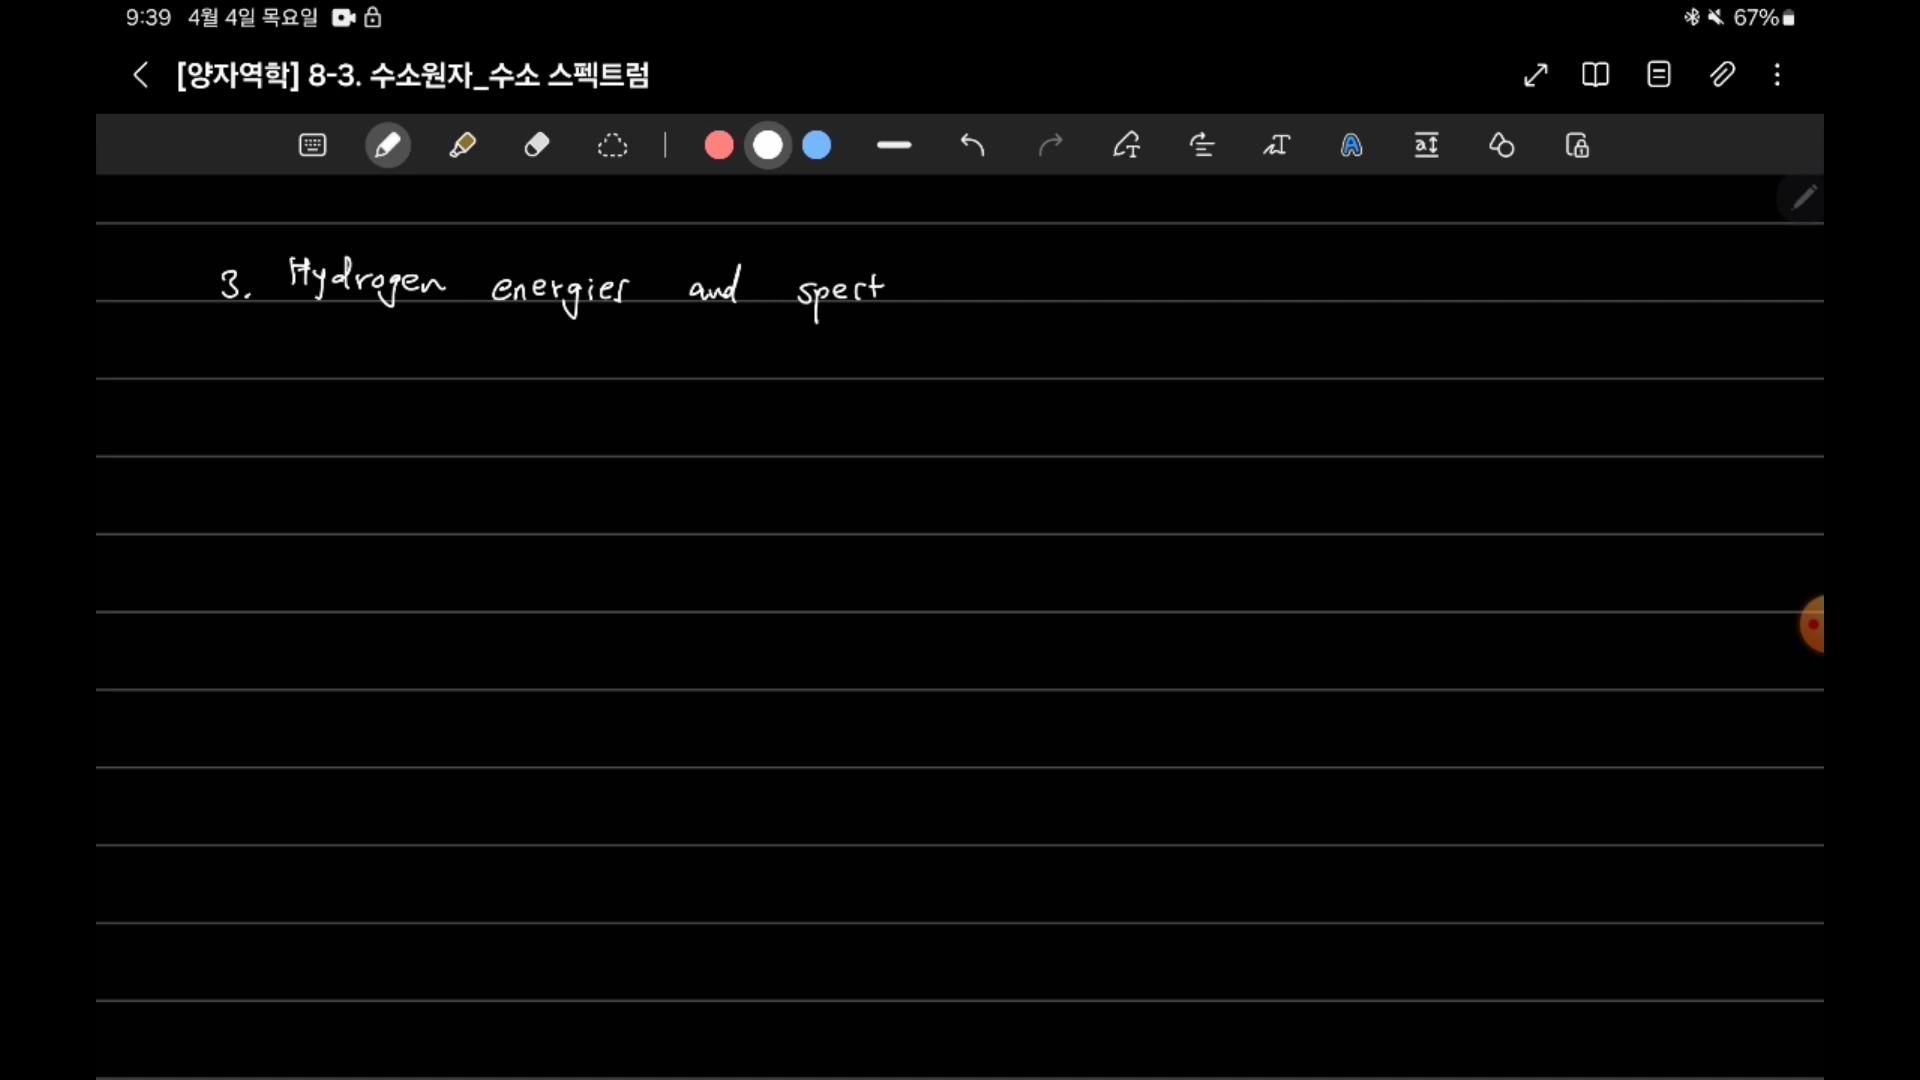 9:39 4월 4일 목요일 67%
[양자역학] 8-3. 수소원자_수소 스펙트럼
3. Hydrogen energies and spect